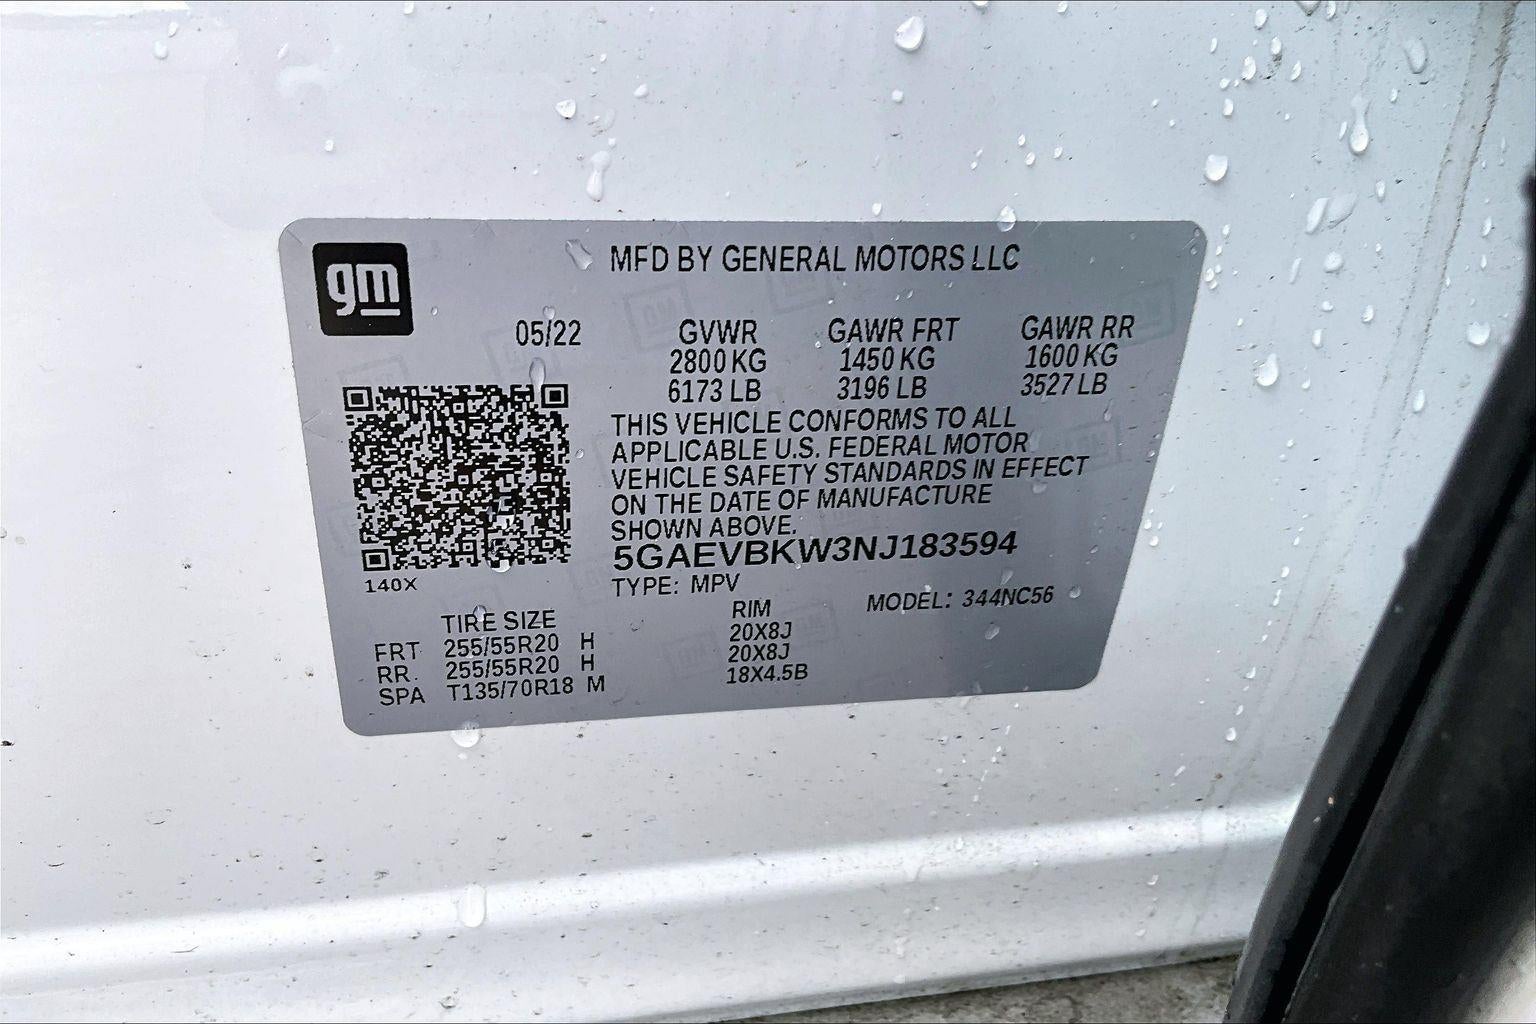 gm
MFD BY GENERAL MOTORS LLC
05/22
GVWR GAWR FRT GAWR RR
2800 KG 1450 KG 1600 KG
6173 LB 3196 LB 3527 LB
THIS VEHICLE CONFORMS TO ALL
APPLICABLE U.S. FEDERAL MOTOR
VEHICLE SAFETY STANDARDS IN EFFECT
ON THE DATE OF MANUFACTURE
SHOWN ABOVE.
5GAEVBKW3NJ183594
140X
TYPE: MPV
MODEL: 344NC56
TIRE SIZE RIM
FRT 255/55R20 H 20X8J
RR 255/55R20 H 20X8J
SPA T135/70R18 M 18X4.5B